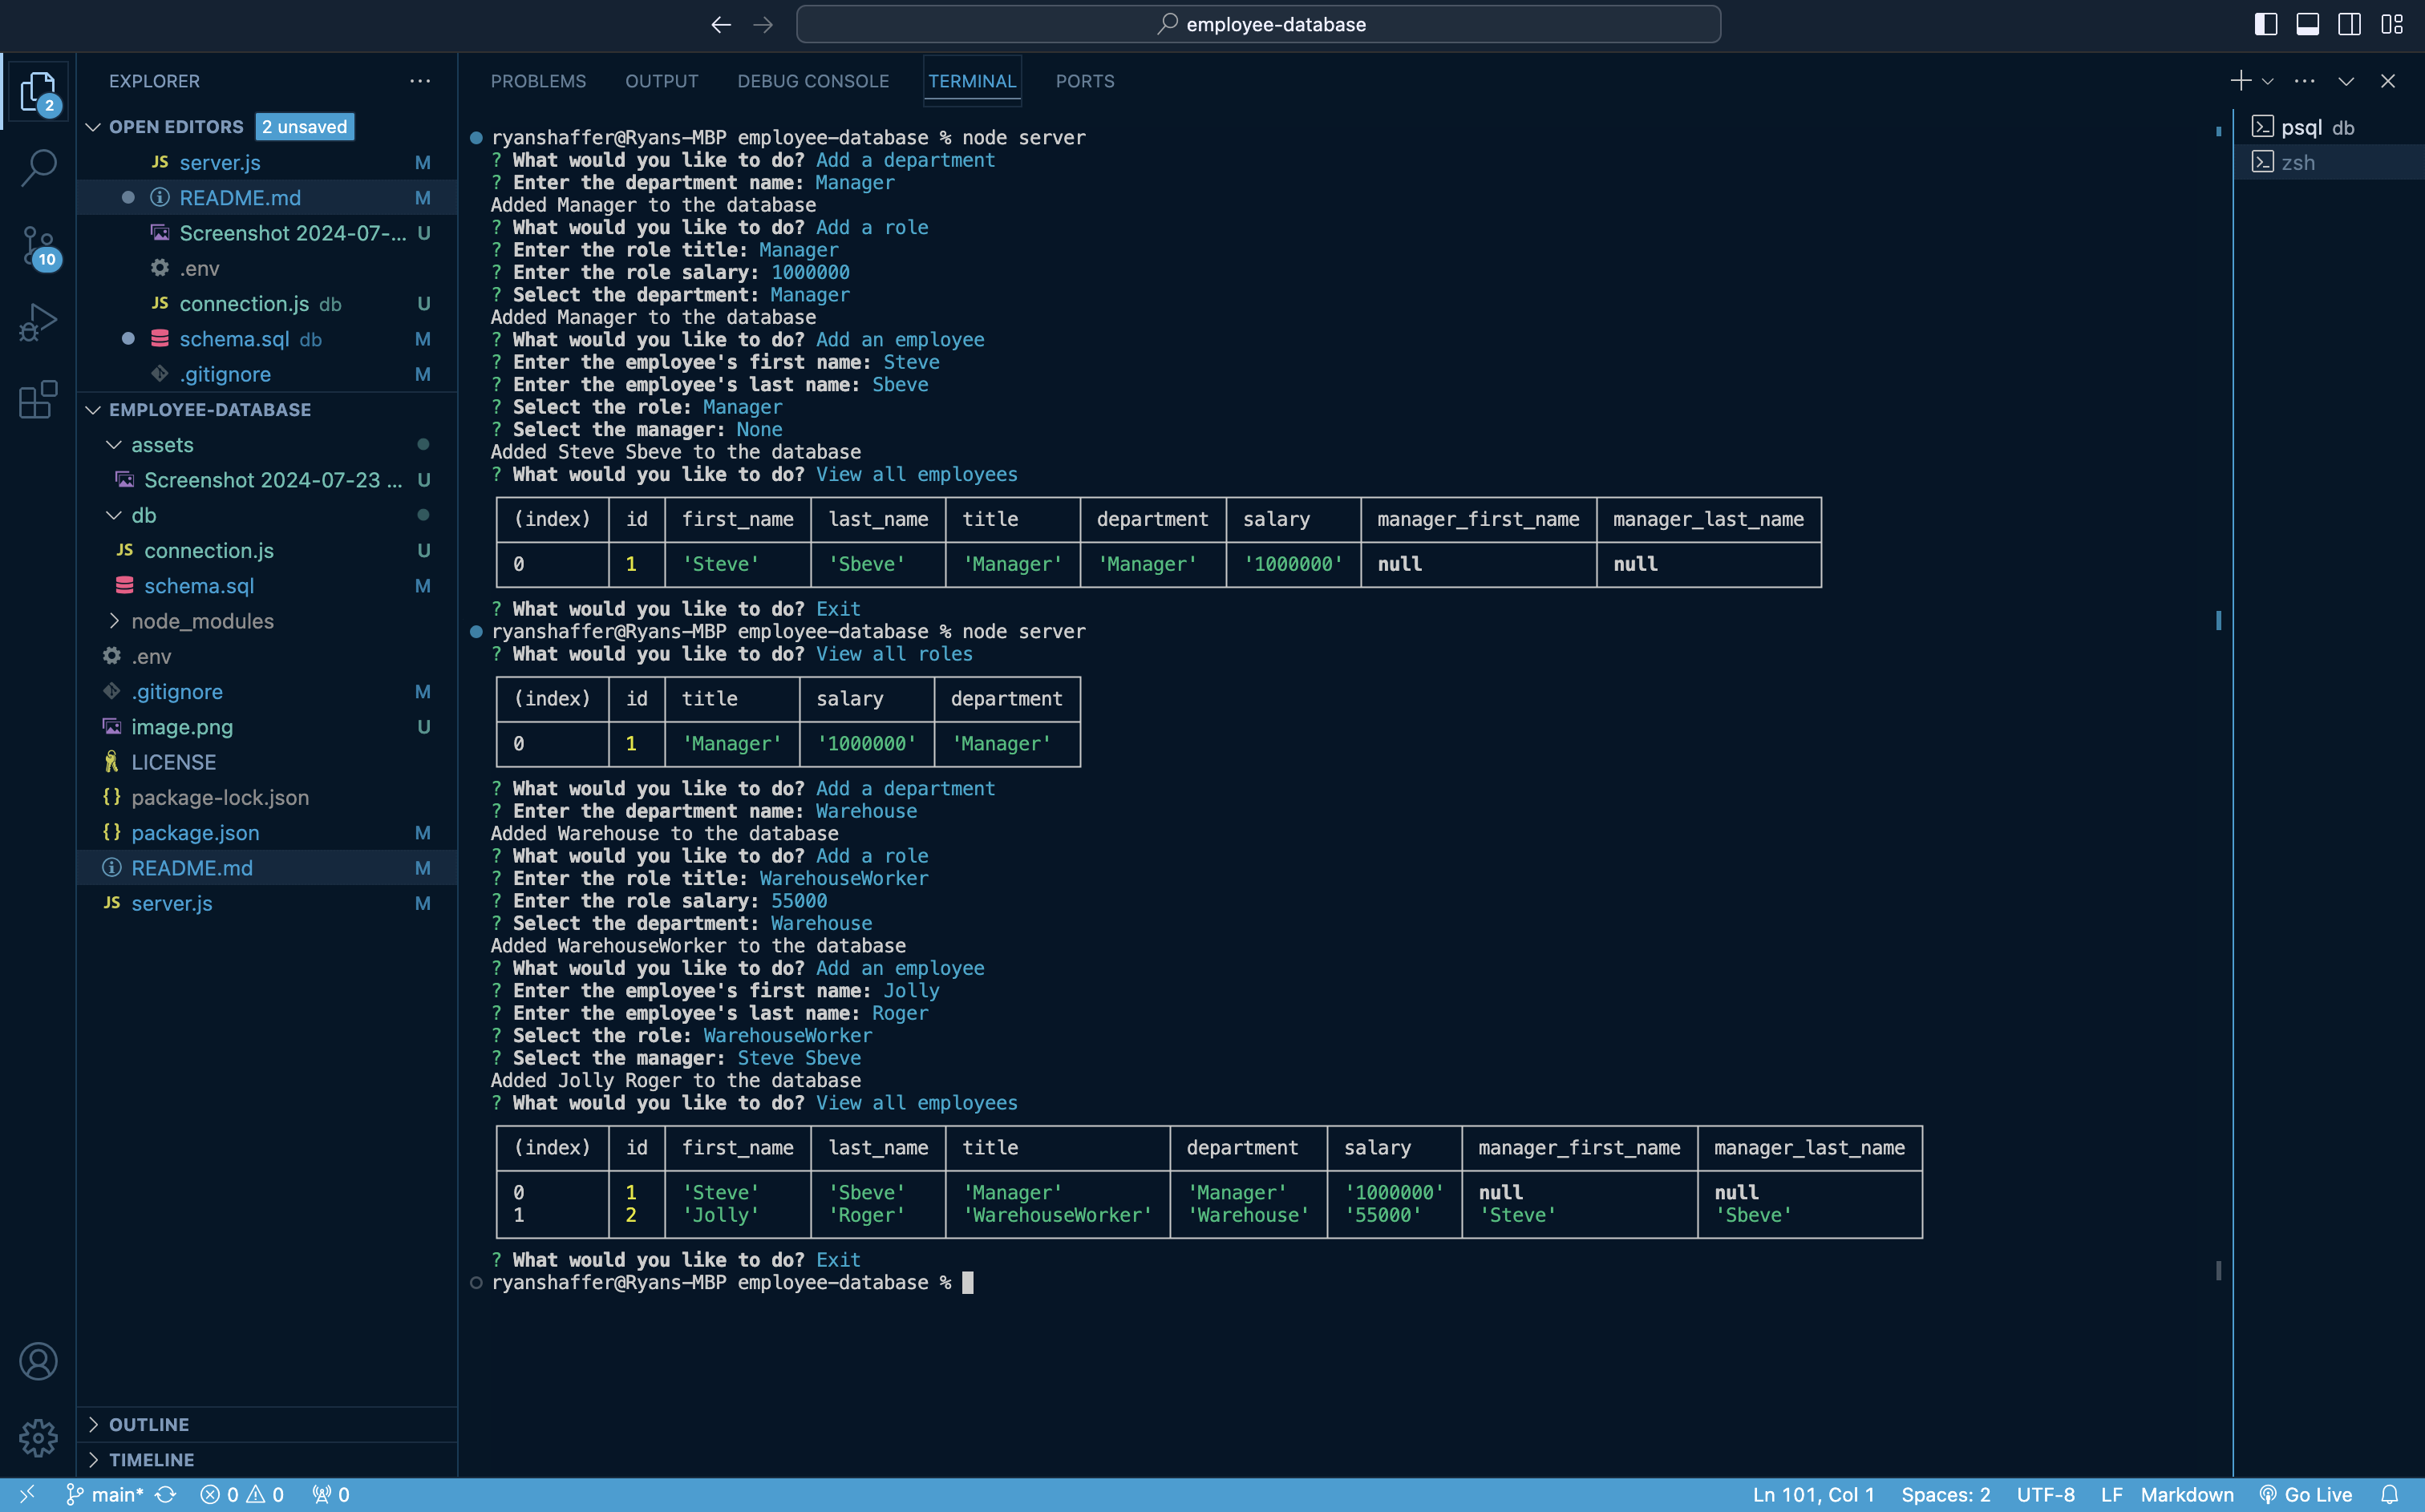 employee-database
EXPLORER
OPEN EDITORS 2 unsaved
JS server.js M
README.md M
Screenshot 2024-07-... U
.env
JS connection.js db U
schema.sql db M
.gitignore M
EMPLOYEE-DATABASE
assets
Screenshot 2024-07-23 ... U
db
JS connection.js U
schema.sql M
node_modules
.env
.gitignore M
image.png U
LICENSE
{} package-lock.json
{} package.json M
README.md M
JS server.js M
OUTLINE
TIMELINE
2
10
PROBLEMS OUTPUT DEBUG CONSOLE TERMINAL PORTS
ryanshaffer@Ryans-MBP employee-database % node server
? What would you like to do? Add a department
? Enter the department name: Manager
Added Manager to the database
? What would you like to do? Add a role
? Enter the role title: Manager
? Enter the role salary: 1000000
? Select the department: Manager
Added Manager to the database
? What would you like to do? Add an employee
? Enter the employee's first name: Steve
? Enter the employee's last name: Sbeve
? Select the role: Manager
? Select the manager: None
Added Steve Sbeve to the database
? What would you like to do? View all employees
(index) id first_name last_name title department salary manager_first_name manager_last_name
0 1 'Steve' 'Sbeve' 'Manager' 'Manager' '1000000' null null
? What would you like to do? Exit
ryanshaffer@Ryans-MBP employee-database % node server
? What would you like to do? View all roles
(index) id title salary department
0 1 'Manager' '1000000' 'Manager'
? What would you like to do? Add a department
? Enter the department name: Warehouse
Added Warehouse to the database
? What would you like to do? Add a role
? Enter the role title: WarehouseWorker
? Enter the role salary: 55000
? Select the department: Warehouse
Added WarehouseWorker to the database
? What would you like to do? Add an employee
? Enter the employee's first name: Jolly
? Enter the employee's last name: Roger
? Select the role: WarehouseWorker
? Select the manager: Steve Sbeve
Added Jolly Roger to the database
? What would you like to do? View all employees
(index) id first_name last_name title department salary manager_first_name manager_last_name
0 1 'Steve' 'Sbeve' 'Manager' 'Manager' '1000000' null null
1 2 'Jolly' 'Roger' 'WarehouseWorker' 'Warehouse' '55000' 'Steve' 'Sbeve'
? What would you like to do? Exit
ryanshaffer@Ryans-MBP employee-database %
psql db
zsh
main* 0 0 0 Ln 101, Col 1 Spaces: 2 UTF-8 LF Markdown Go Live